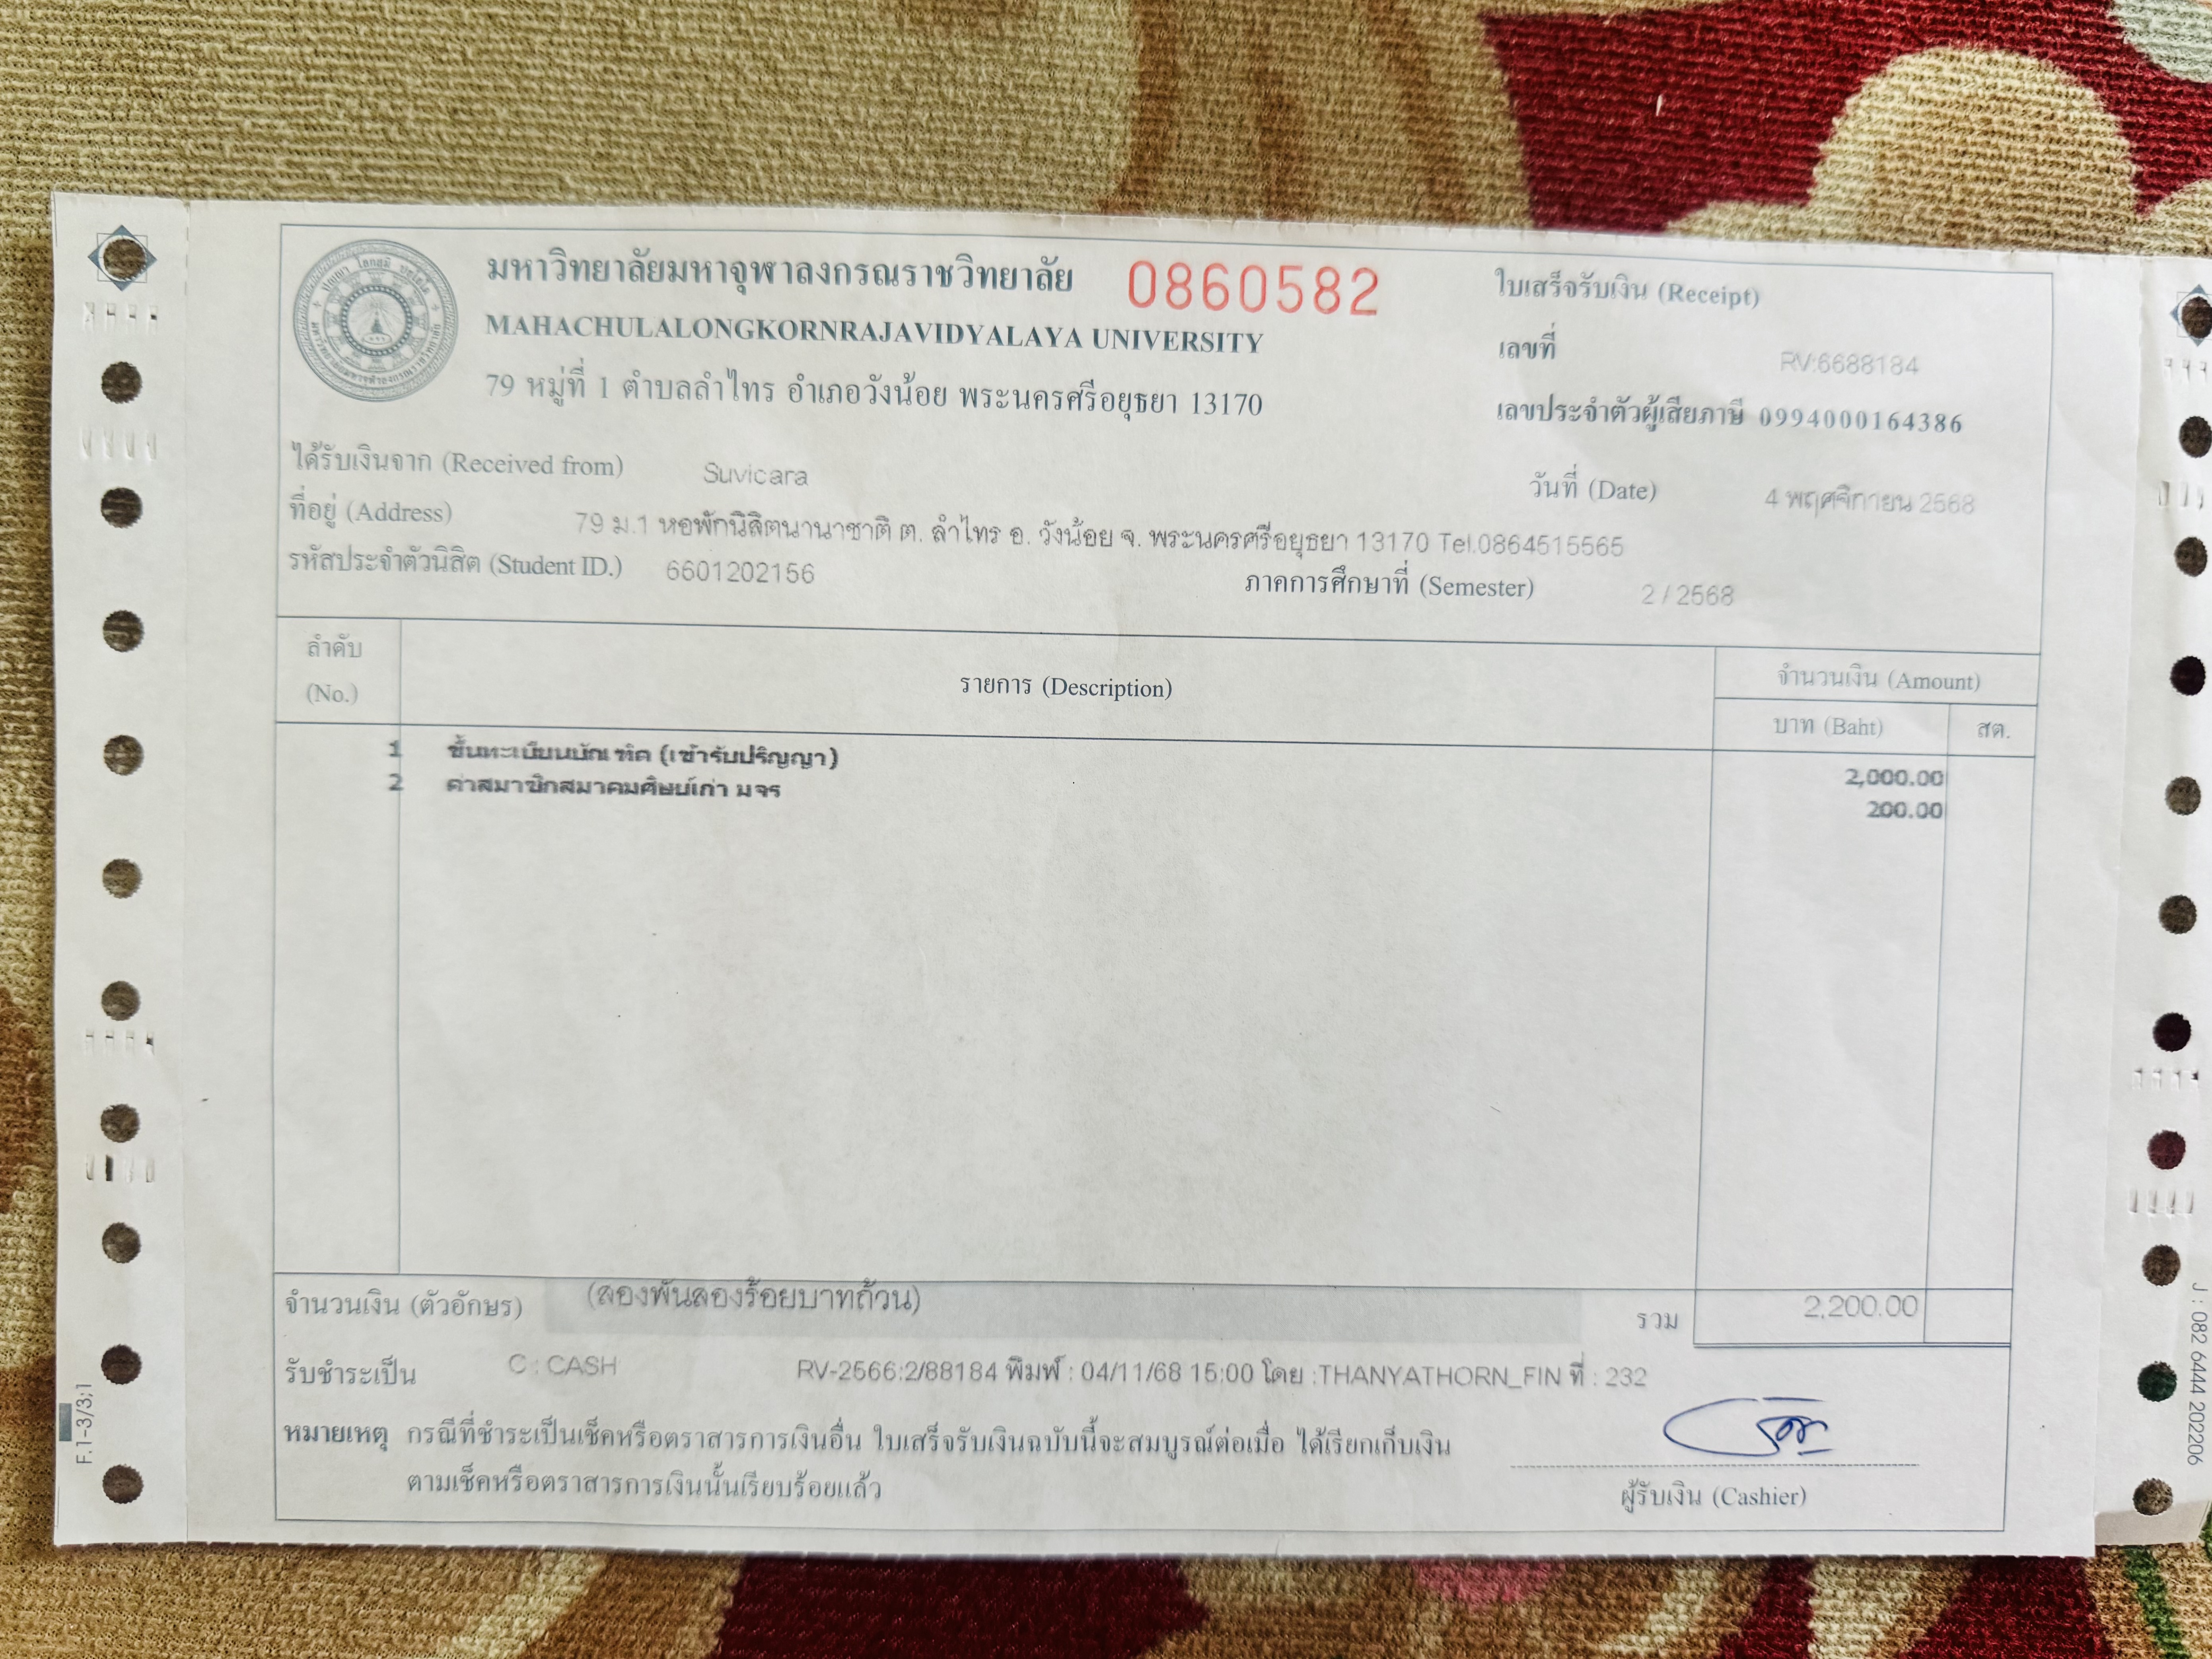 มหาวิทยาลัยมหาจุฬาลงกรณราชวิทยาลัย 0860582 ใบเสร็จรับเงิน (Receipt)
MAHACHULALONGKORNRAJAVIDYALAYA UNIVERSITY
เลขที่ RV:6688184
79 หมู่ที่ 1 ตำบลลำไทร อำเภอวังน้อย พระนครศรีอยุธยา 13170
เลขประจำตัวผู้เสียภาษี 0994000164386
ได้รับเงินจาก (Received from) Suvicara วันที่ (Date) 4 พฤศจิกายน 2568
ที่อยู่ (Address) 79 ม.1 หอพักนิสิตนานาชาติ ต. ลำไทร อ. วังน้อย จ. พระนครศรีอยุธยา 13170 Tel.0864515565
รหัสประจำตัวนิสิต (Student ID.) 6601202156 ภาคการศึกษาที่ (Semester) 2 / 2568
ลำดับ
(No.)
รายการ (Description)
จำนวนเงิน (Amount)
บาท (Baht) สต.
1 ขึ้นทะเบียนบัณฑิต (เข้ารับปริญญา) 2,000.00
2 ค่าสมาชิกสมาคมศิษย์เก่า มจร 200.00
จำนวนเงิน (ตัวอักษร) (สองพันสองร้อยบาทถ้วน) รวม 2,200.00
รับชำระเป็น C : CASH RV-2566:2/88184 พิมพ์ : 04/11/68 15:00 โดย :THANYATHORN_FIN ที่ : 232
หมายเหตุ กรณีที่ชำระเป็นเช็คหรือตราสารการเงินอื่น ใบเสร็จรับเงินฉบับนี้จะสมบูรณ์ต่อเมื่อ ได้เรียกเก็บเงิน
ตามเช็คหรือตราสารการเงินนั้นเรียบร้อยแล้ว
ผู้รับเงิน (Cashier)
F.1-3/3:1
J : 082 6444 202206